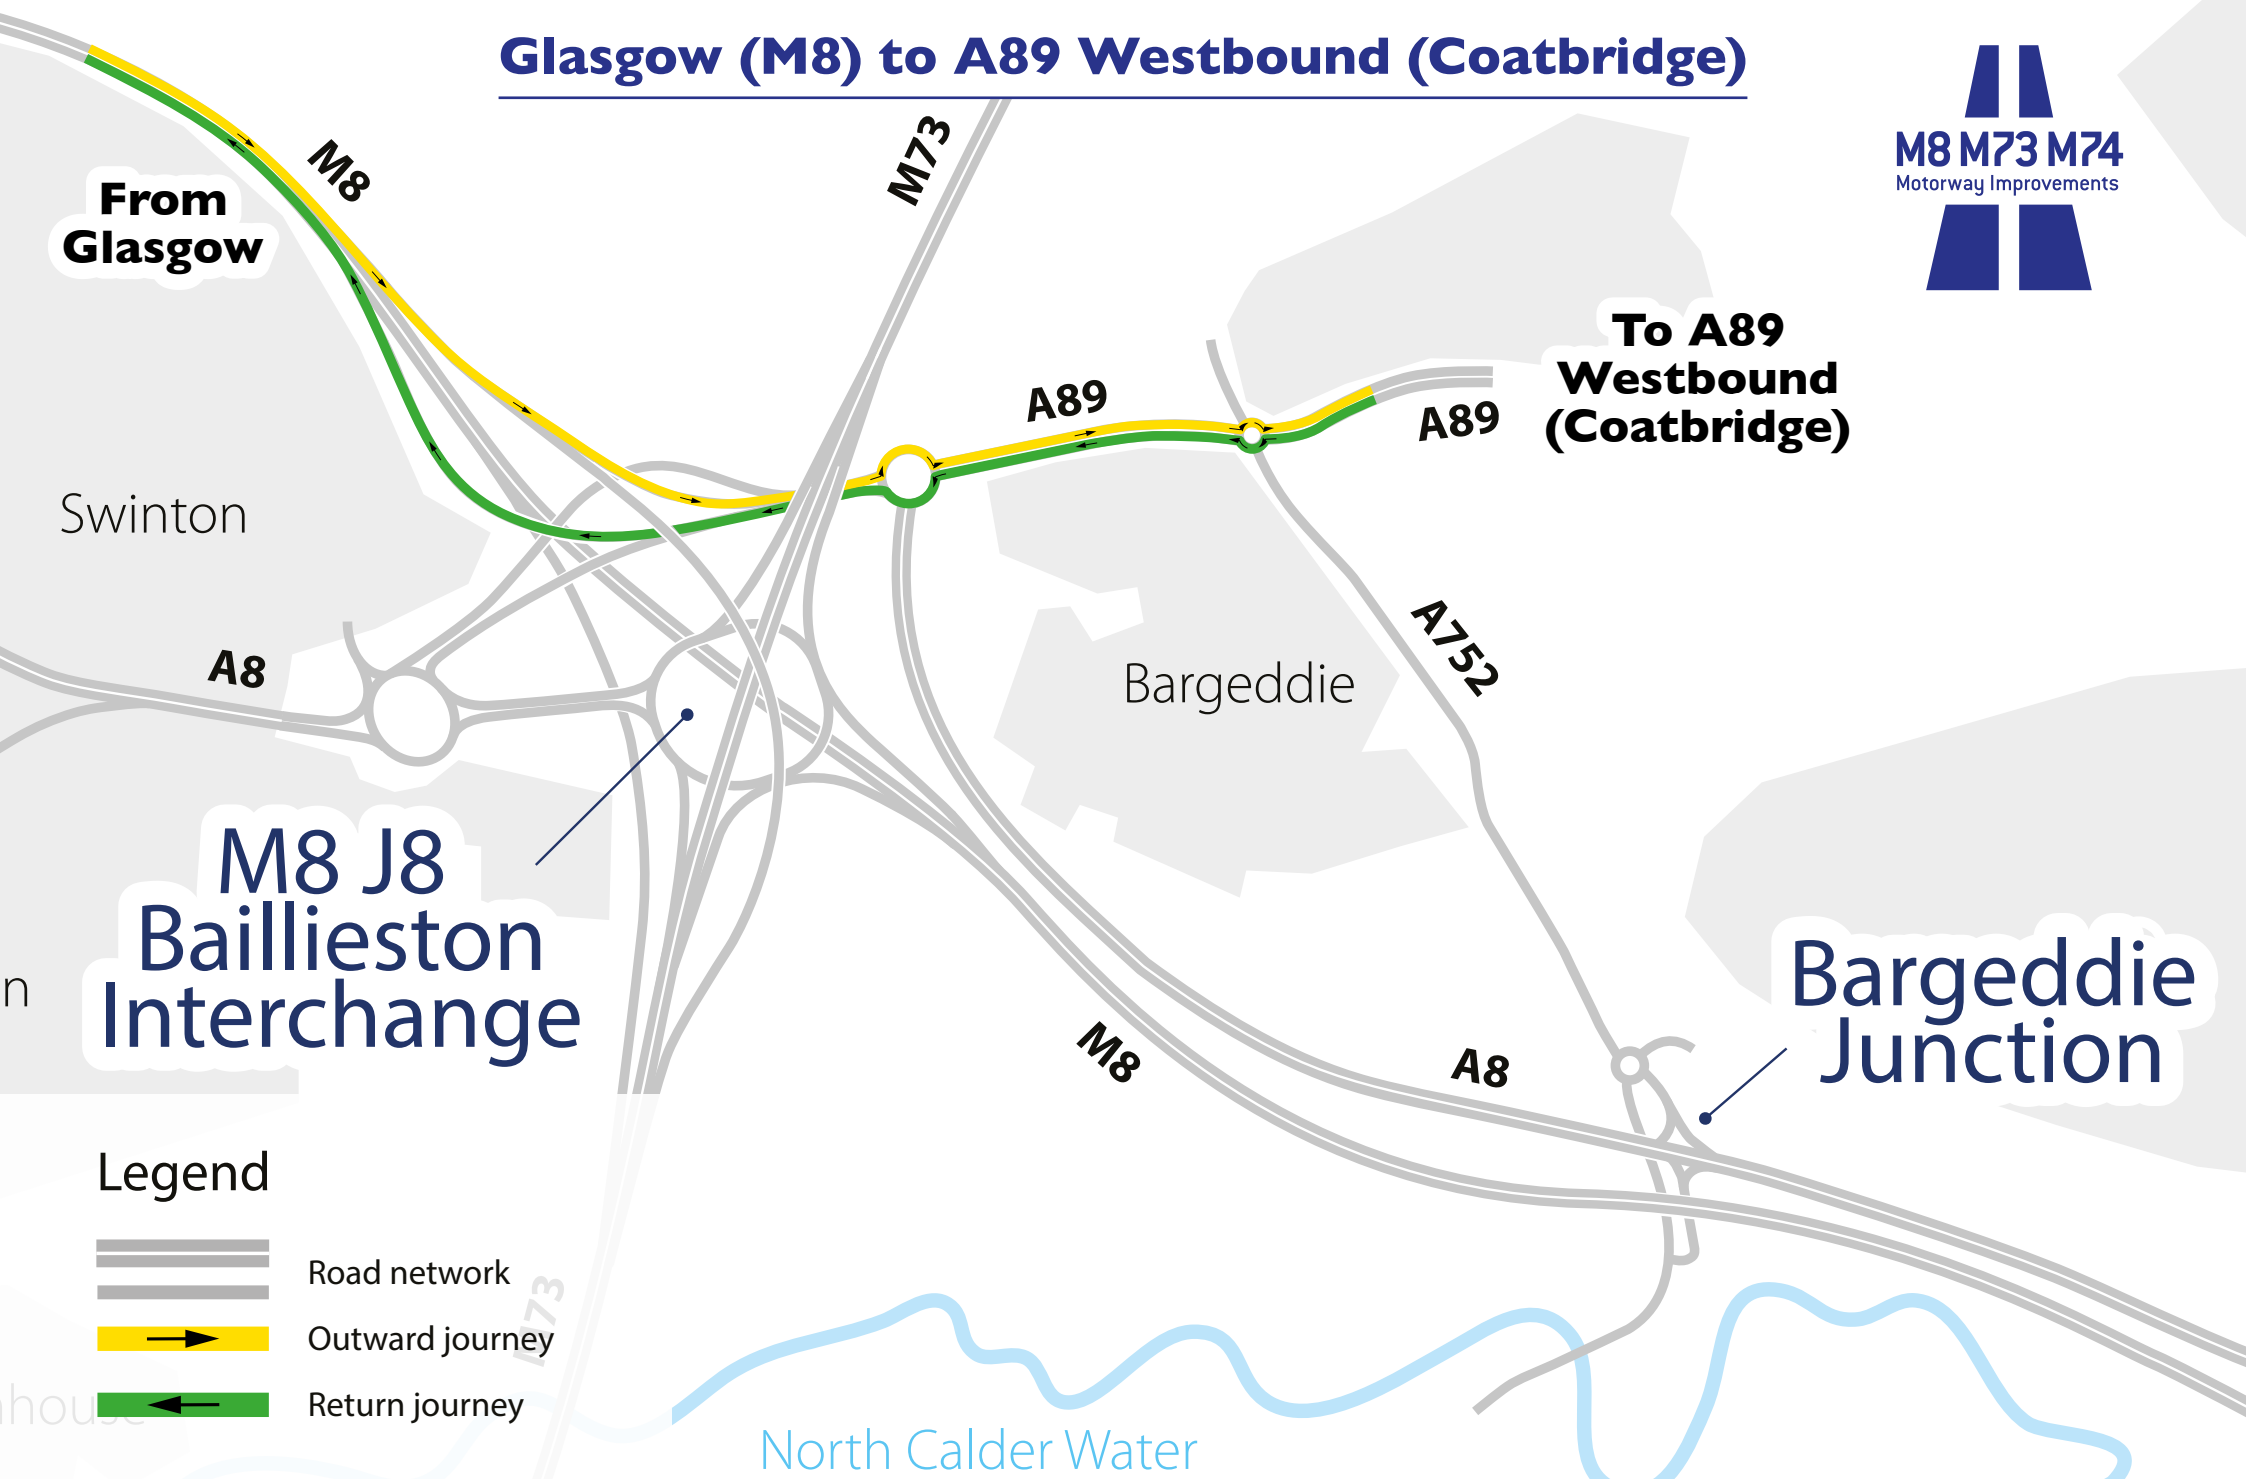 Glasgow (M8) to A89 Westbound (Coatbridge)
M8 M73 M74
Motorway Improvements
M8
M73
From
Glasgow
To A89
Westbound
(Coatbridge)
A89
A89
Swinton
A8
A752
Bargeddie
M8 J8
Baillieston
Interchange
n
Bargeddie
Junction
M8
A8
Legend
Road network
M73
Outward journey
Return journey
house
North Calder Water